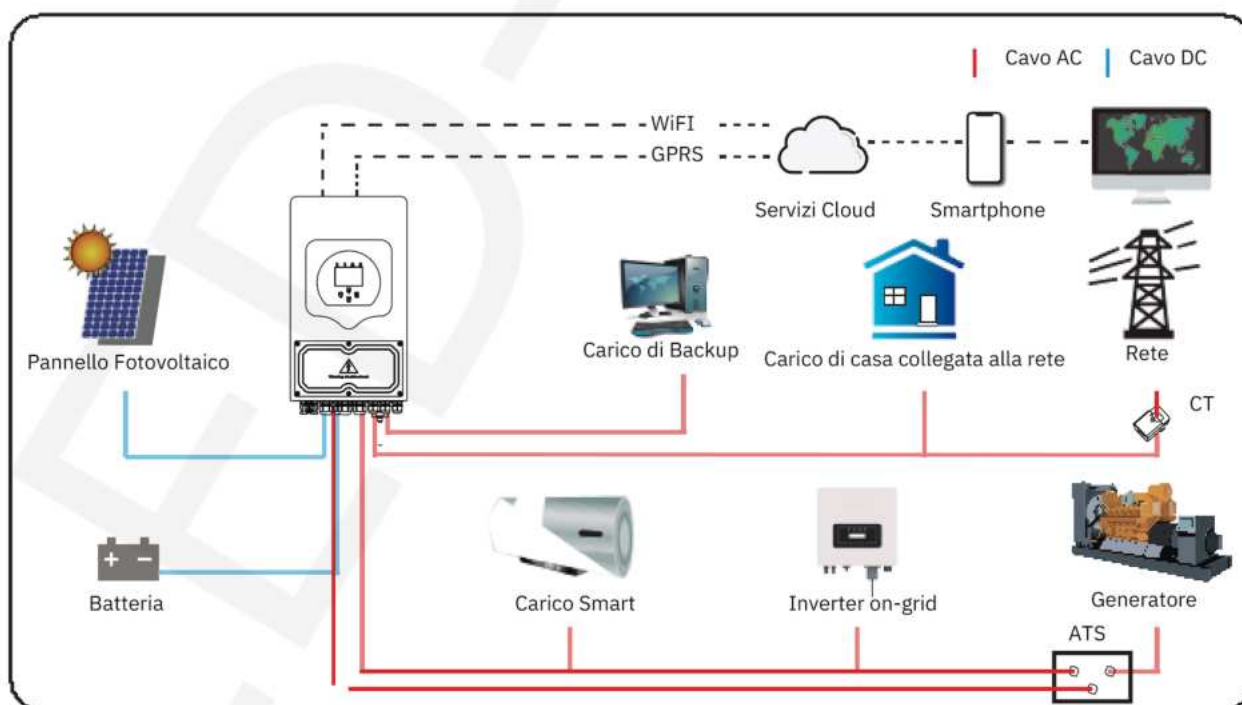 Cavo AC
Cavo DC
WiFI
GPRS
Servizi Cloud
Smartphone
Pannello Fotovoltaico
Carico di Backup
Carico di casa collegata alla rete
Rete
CT
Batteria
Carico Smart
Inverter on-grid
Generatore
ATS